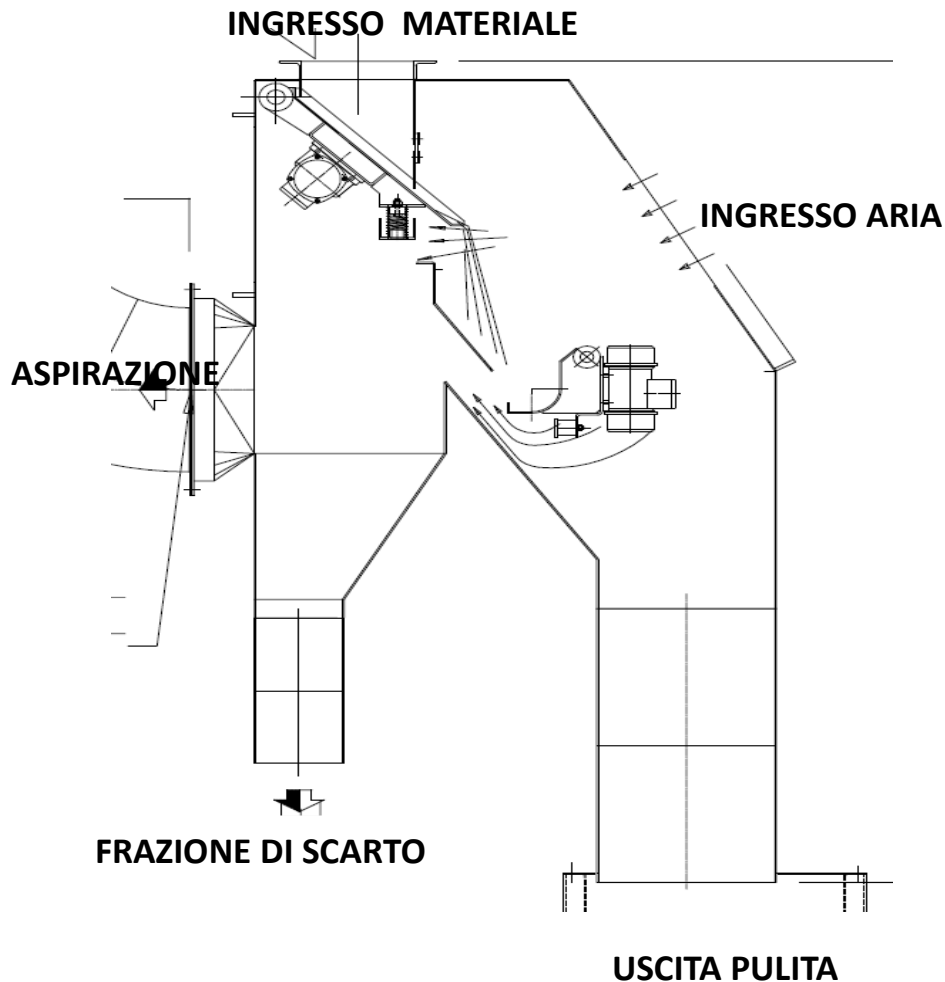 INGRESSO MATERIALE
INGRESSO ARIA
ASPIRAZIONE
FRAZIONE DI SCARTO
USCITA PULITA